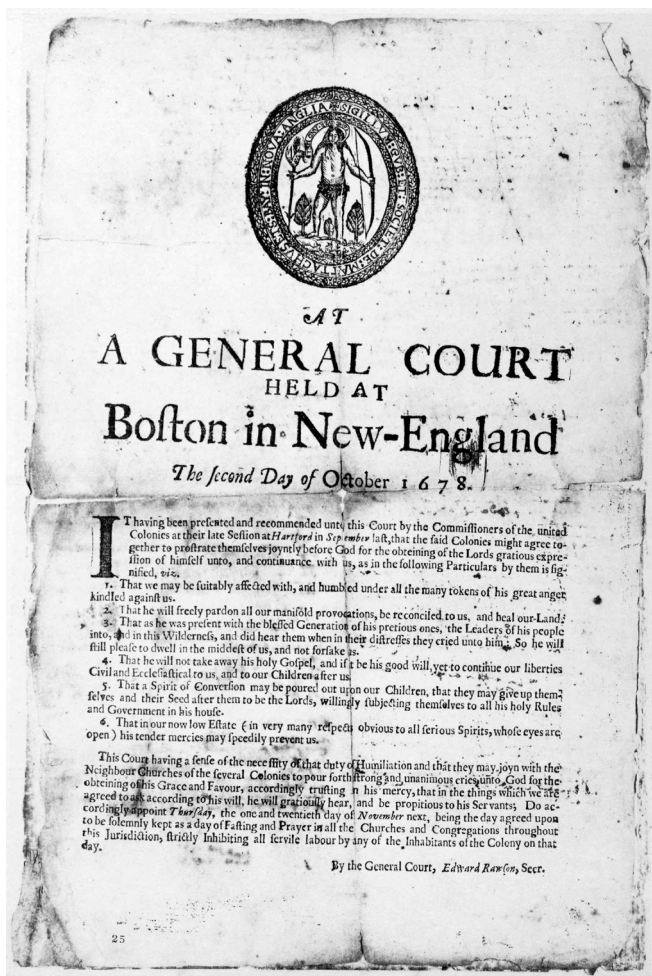 SIGILLVM GVB ET SOCIET DE MATTACHVSETS BAY IN NOVA ANGLIA
AT
A GENERAL COURT
HELD AT
Boſton in New-England
The ſecond Day of October 1678.
IT having been preſented and recommended unto this Court by the Commiſſioners of the united
Colonies at their late Seſſion at Hartford in September laſt, that the ſaid Colonies might agree to-
gether to proſtrate themſelves joyntly before God for the obteining of the Lords gratious expre-
ſſion of himſelf unto, and continuance with us, as in the following Particulars by them is ſig-
nified, viz.
1. That we may be ſuitably affected with, and humbled under all the many tokens of his great anger
kindled againſt us.
2. That he will freely pardon all our manifold provocations, be reconciled to us, and heal our Land:
3. That as he was preſent with the bleſſed Generation of his pretious ones, the Leaders of his people
into, and in this Wilderneſs, and did hear them when in their diſtreſſes they cried unto him. So he will
ſtill pleaſe to dwell in the middeſt of us, and not forſake us.
4. That he will not take away his holy Goſpel, and if it be his good will, yet to continue our liberties
Civil and Eccleſiaſtical to us, and to our Children after us.
5. That a Spirit of Converſion may be poured out upon our Children, that they may give up them-
ſelves and their Seed after them to be the Lords, willingly ſubjecting themſelves to all his holy Rules
and Government in his houſe.
6. That in our now low Eſtate (in very many reſpects obvious to all ſerious Spirits, whoſe eyes are
open) his tender mercies may ſpeedily prevent us.
This Court having a ſenſe of the neceſſity of that duty of Humiliation and that they may joyn with the
Neighbour Churches of the ſeveral Colonies to pour forth ſtrong and unanimous cries unto God for the
obteining of his Grace and Favour, accordingly truſting in his mercy, that in the things which we are
agreed to ask according to his will, he will gratiouſly hear, and be propitious to his Servants; Do ac-
cordingly appoint Thurſday, the one and twentieth day of November next, being the day agreed upon
to be ſolemnly kept as a day of Faſting and Prayer in all the Churches and Congregations throughout
this Jurisdiction, ſtrictly Inhibiting all ſervile labour by any of the Inhabitants of the Colony on that
day.
By the General Court, Edward Rawſon, Secr.
25